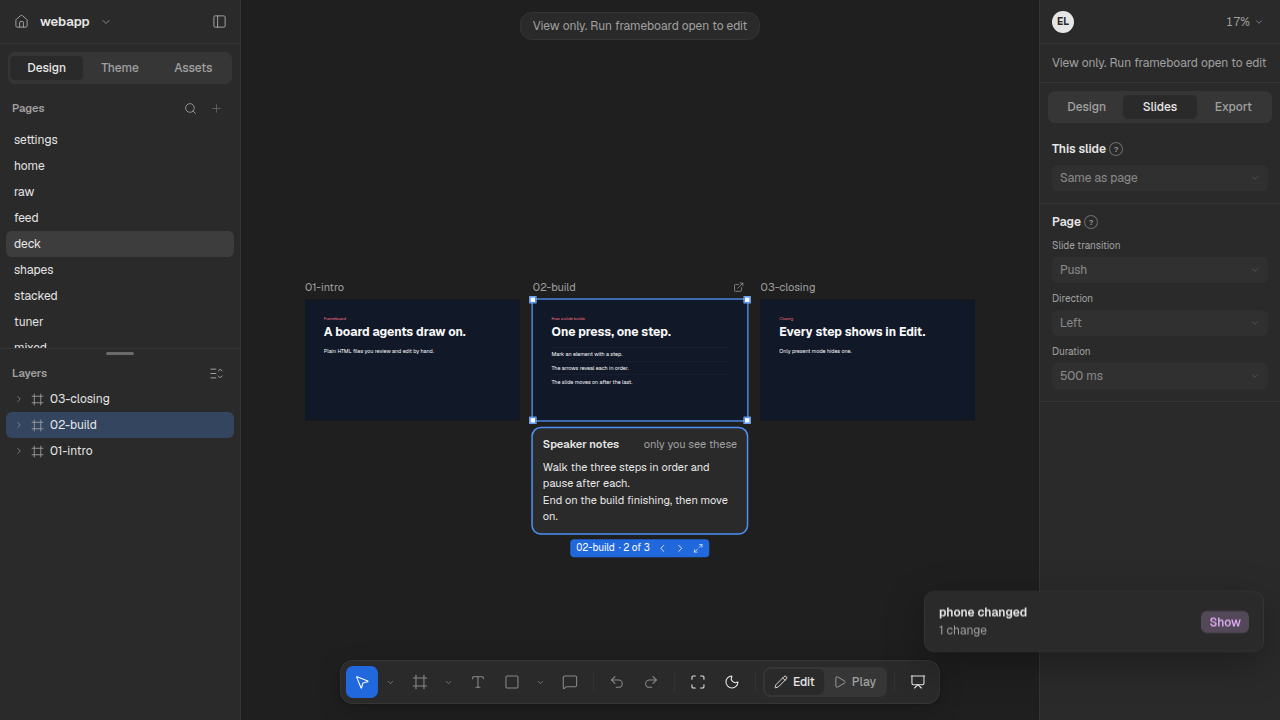 webapp
View only. Run frameboard open to edit
EL
17%
View only. Run frameboard open to edit
Design
Theme
Assets
Design
Slides
Export
Pages
settings
home
raw
feed
deck
shapes
stacked
tuner
mixed
Layers
03-closing
02-build
01-intro
01-intro
02-build
03-closing
Frameboard
A board agents draw on.
Plain HTML files you review and edit by hand.
How a slide builds
One press, one step.
Mark an element with a step.
The arrows reveal each in order.
The slide moves on after the last.
Closing
Every step shows in Edit.
Only present mode hides one.
Speaker notes
only you see these
Walk the three steps in order and
pause after each.
End on the build finishing, then move
on.
02-build · 2 of 3
This slide
?
Same as page
Page
?
Slide transition
Push
Direction
Left
Duration
500 ms
phone changed
1 change
Show
Edit
Play